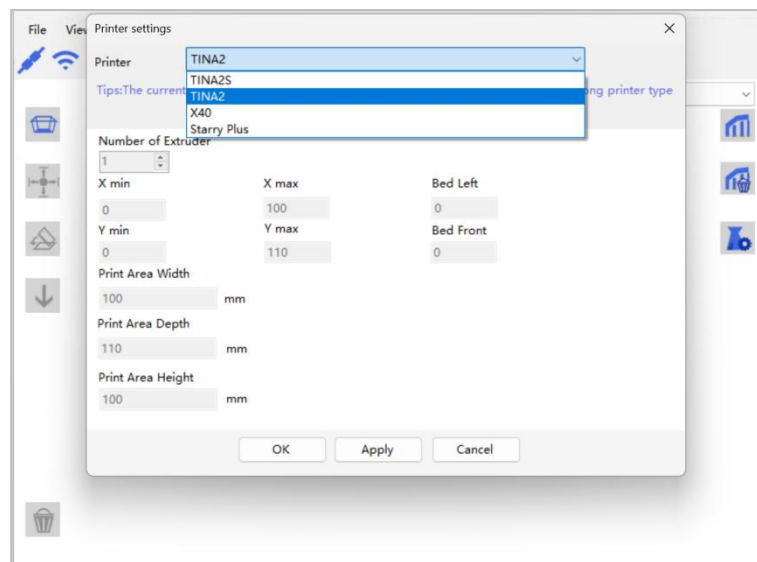 File View
Printer settings
Printer TINA2
TINA2S
Tips:The current
TINA2
printer type
X40
Starry Plus
Number of Extruder
1
X min X max Bed Left
0 100 0
Y min Y max Bed Front
0 110 0
Print Area Width
100 mm
Print Area Depth
110 mm
Print Area Height
100 mm
OK Apply Cancel